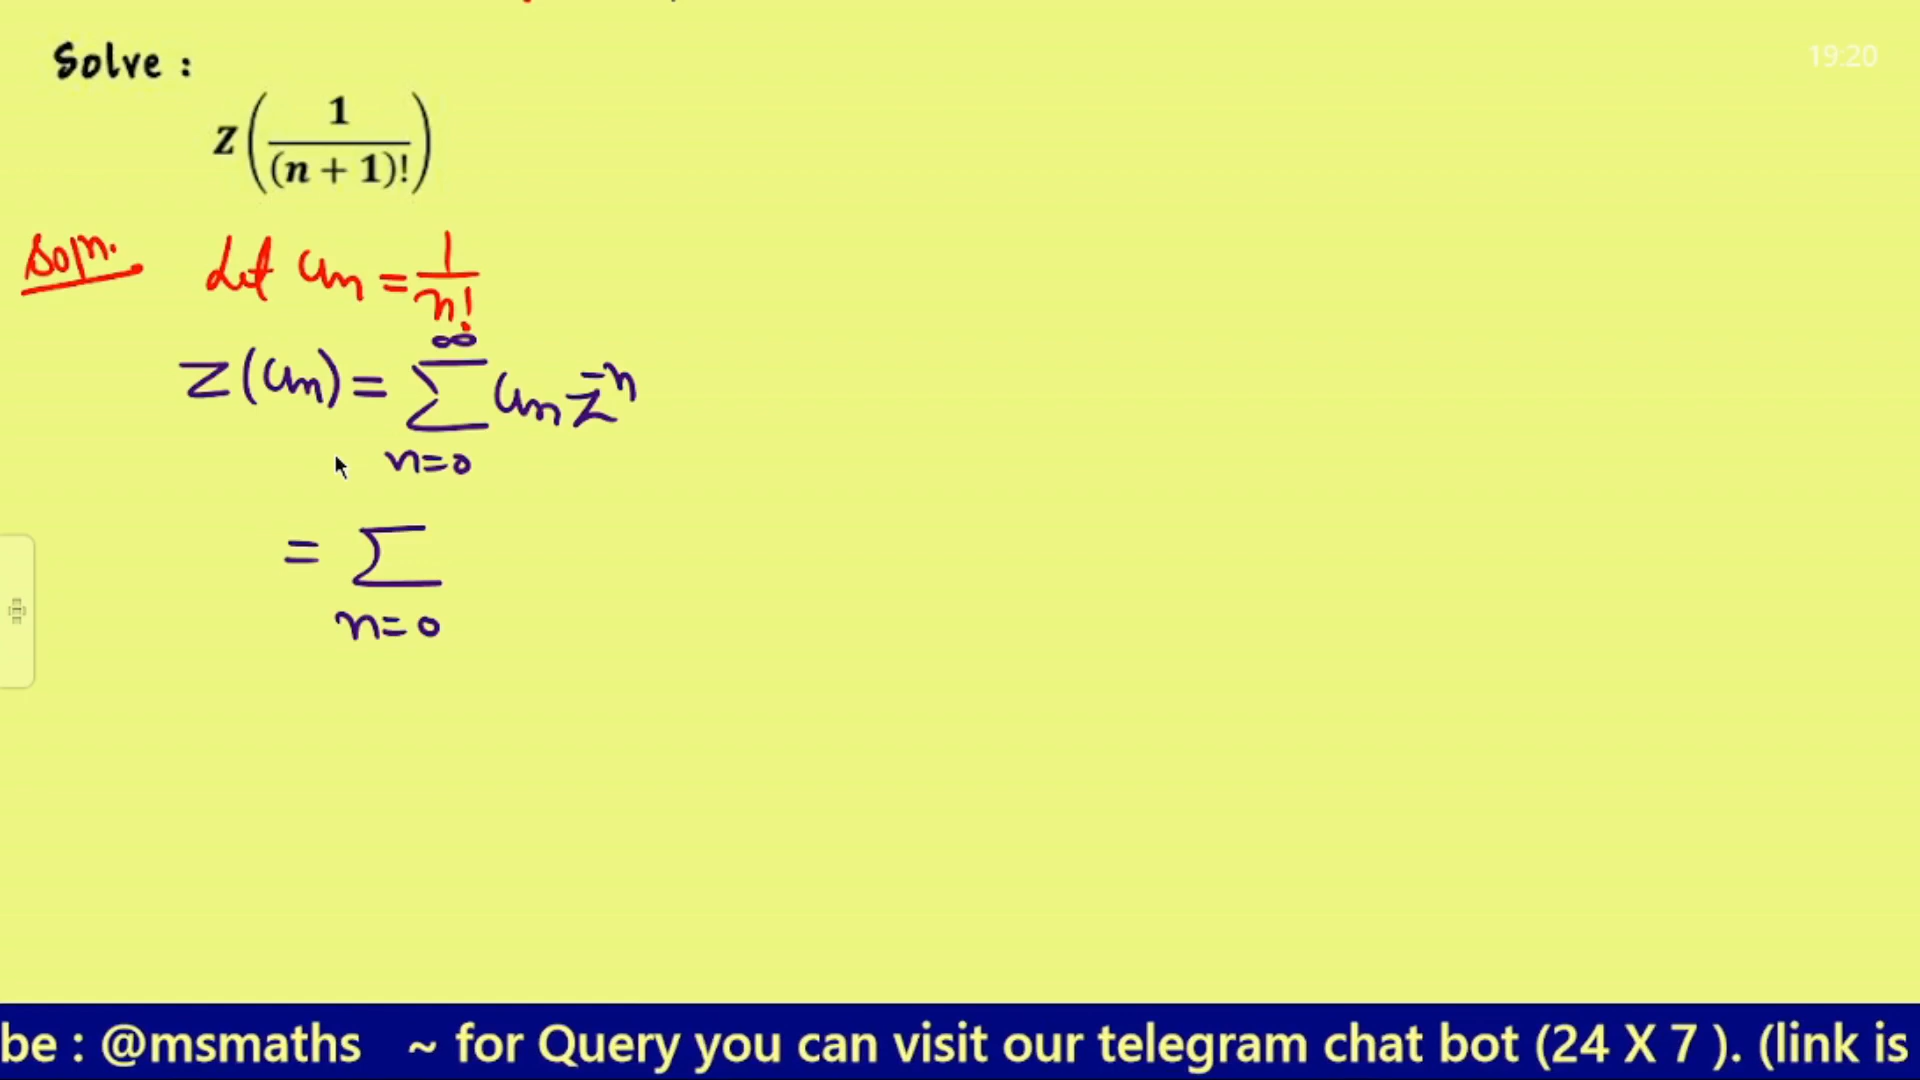 19:20
Solve :
Z(1/(n + 1)!)
Soln. Let un = 1/n!
Z(un) = ∑_{n=0}^{∞} un z^{-n}
= ∑_{n=0}
be : @msmaths ~ for Query you can visit our telegram chat bot (24 X 7 ). (link is